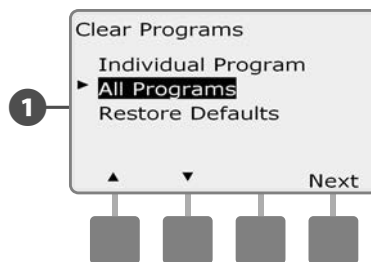 Clear Programs
Individual Program
► All Programs
Restore Defaults
1
▲ ▼ Next